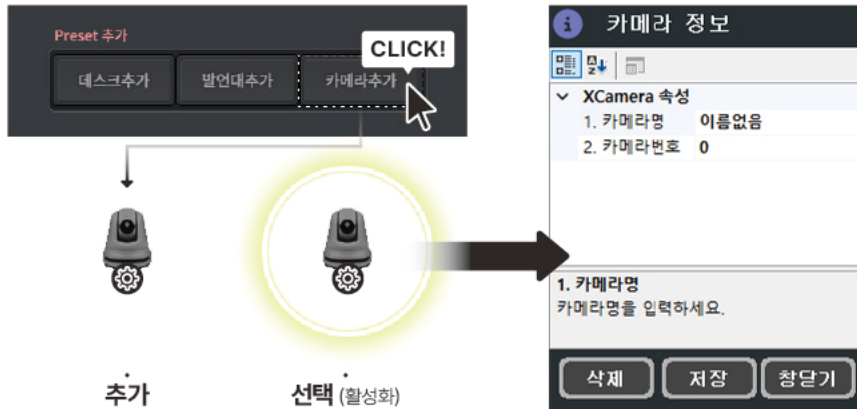 Preset 추가
CLICK!
데스크추가 발언대추가 카메라추가
추가
선택 (활성화)
카메라 정보
XCamera 속성
1. 카메라명 이름없음
2. 카메라번호 0
1. 카메라명
카메라명을 입력하세요.
삭제 저장 창닫기